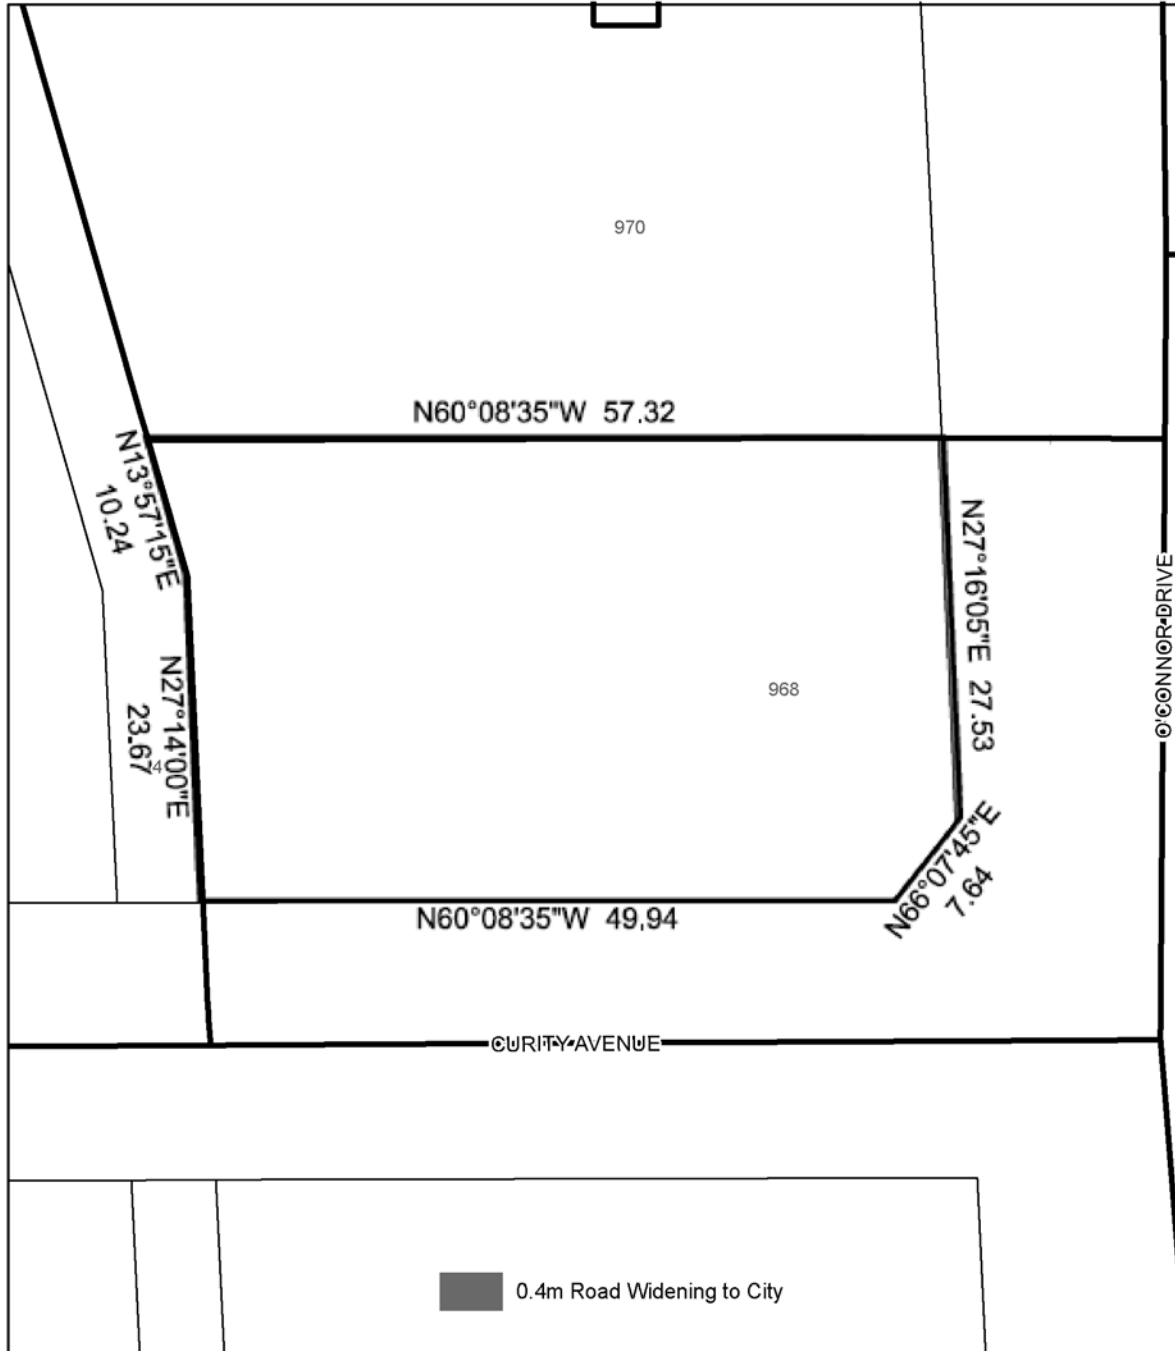 970
N60°08'35"W 57.32
N13°57'15"E
10.24
N27°16'05"E 27.53
O'CONNOR DRIVE
N27°14'00"E
23.67
4
968
N66°07'45"E
7.64
N60°08'35"W 49.94
CURITY AVENUE
0.4m Road Widening to City